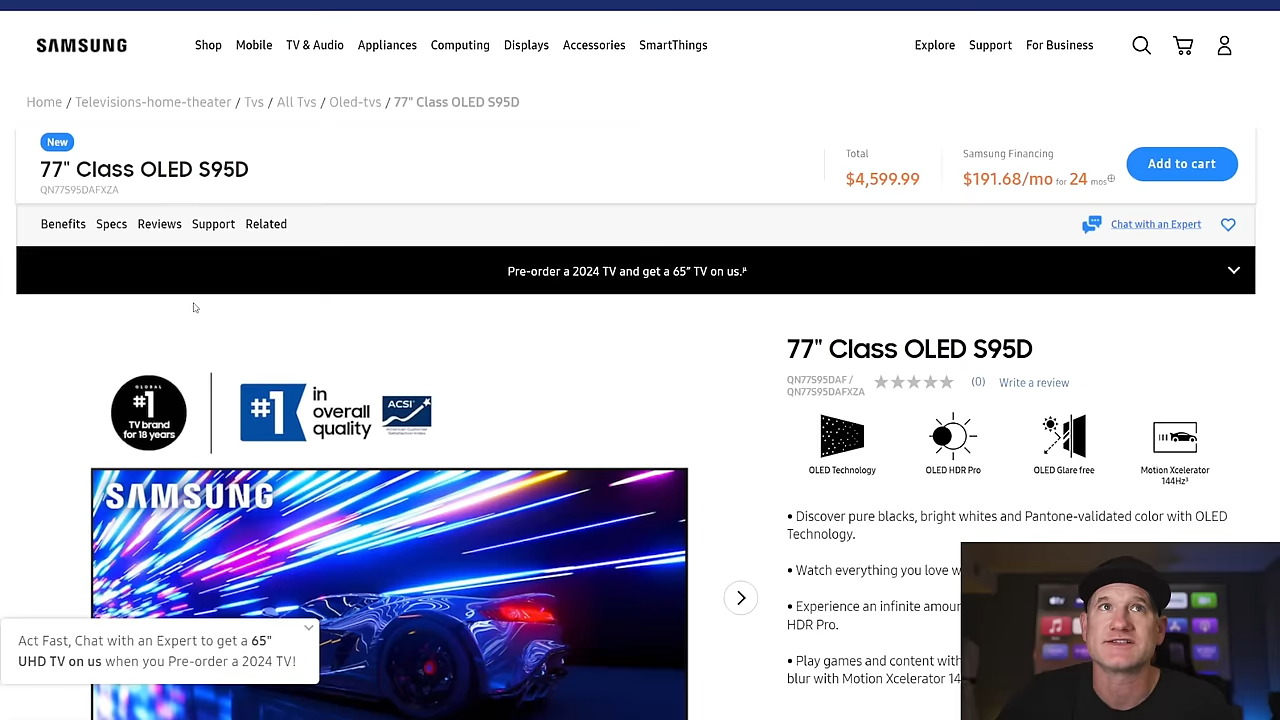 SAMSUNG
Shop Mobile TV & Audio Appliances Computing Displays Accessories SmartThings
Explore Support For Business
Home / Televisions-home-theater / Tvs / All Tvs / Oled-tvs / 77" Class OLED S95D
New
77" Class OLED S95D
QN77S95DAFXZA
Total
$4,599.99
Samsung Financing
$191.68/mo for 24 mos
Add to cart
Benefits Specs Reviews Support Related
Chat with an Expert
Pre-order a 2024 TV and get a 65” TV on us.µ
GLOBAL
#1
TV brand
for 18 years
#1
in
overall
quality
ACSI
77" Class OLED S95D
QN77S95DAF /
QN77S95DAFXZA
(0)
Write a review
OLED Technology
OLED HDR Pro
OLED Glare free
Motion Xcelerator
144Hz³
• Discover pure blacks, bright whites and Pantone-validated color with OLED
Technology.
• Watch everything you love w
• Experience an infinite amour
HDR Pro.
• Play games and content with
blur with Motion Xcelerator 14
SAMSUNG
Act Fast, Chat with an Expert to get a 65"
UHD TV on us when you Pre-order a 2024 TV!